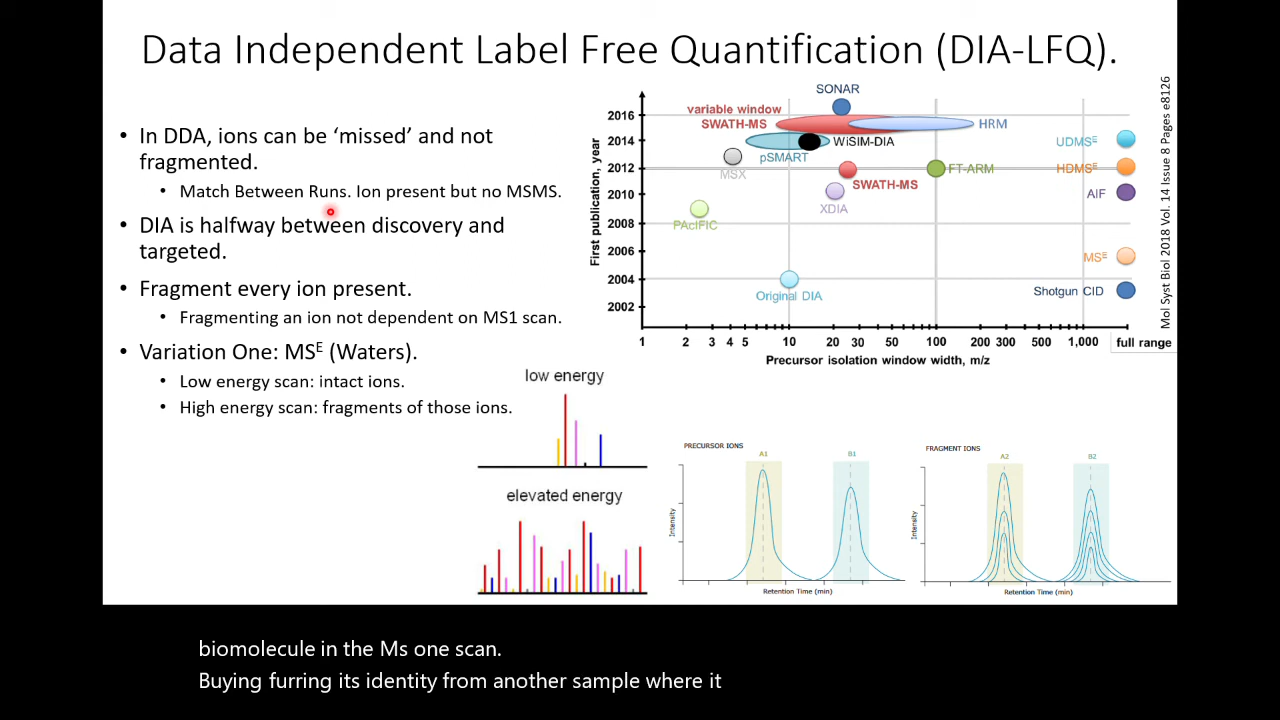 Data Independent Label Free Quantification (DIA-LFQ).
• In DDA, ions can be ‘missed’ and not
fragmented.
• Match Between Runs. Ion present but no MSMS.
• DIA is halfway between discovery and
targeted.
• Fragment every ion present.
• Fragmenting an ion not dependent on MS1 scan.
• Variation One: MSᴱ (Waters).
• Low energy scan: intact ions.
• High energy scan: fragments of those ions.
First publication, year
2016
2014
2012
2010
2008
2006
2004
2002
SONAR
variable window
SWATH-MS
HRM
WiSIM-DIA
pSMART
UDMSᴱ
MSX
SWATH-MS
FT-ARM
HDMSᴱ
XDIA
AIF
PAcIFIC
MSᴱ
Original DIA
Shotgun CID
1 2 3 4 5 10 20 30 50 100 200 300 500 1,000 full range
Precursor isolation window width, m/z
Mol Syst Biol 2018 Vol. 14 Issue 8 Pages e8126
low energy
elevated energy
PRECURSOR IONS
A1
B1
Intensity
Retention Time (min)
FRAGMENT IONS
A2
B2
Intensity
Retention Time (min)
biomolecule in the Ms one scan.
Buying furring its identity from another sample where it